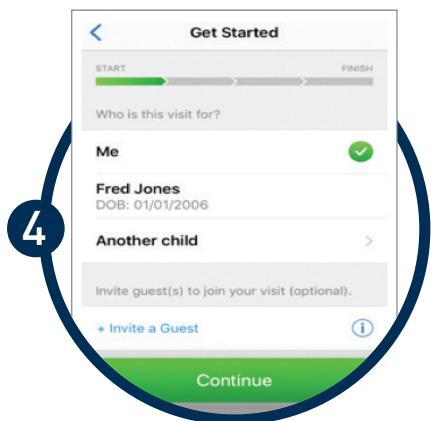 Get Started
START FINISH
Who is this visit for?
Me
Fred Jones
DOB: 01/01/2006
Another child
Invite guest(s) to join your visit (optional).
+ Invite a Guest
Continue
4